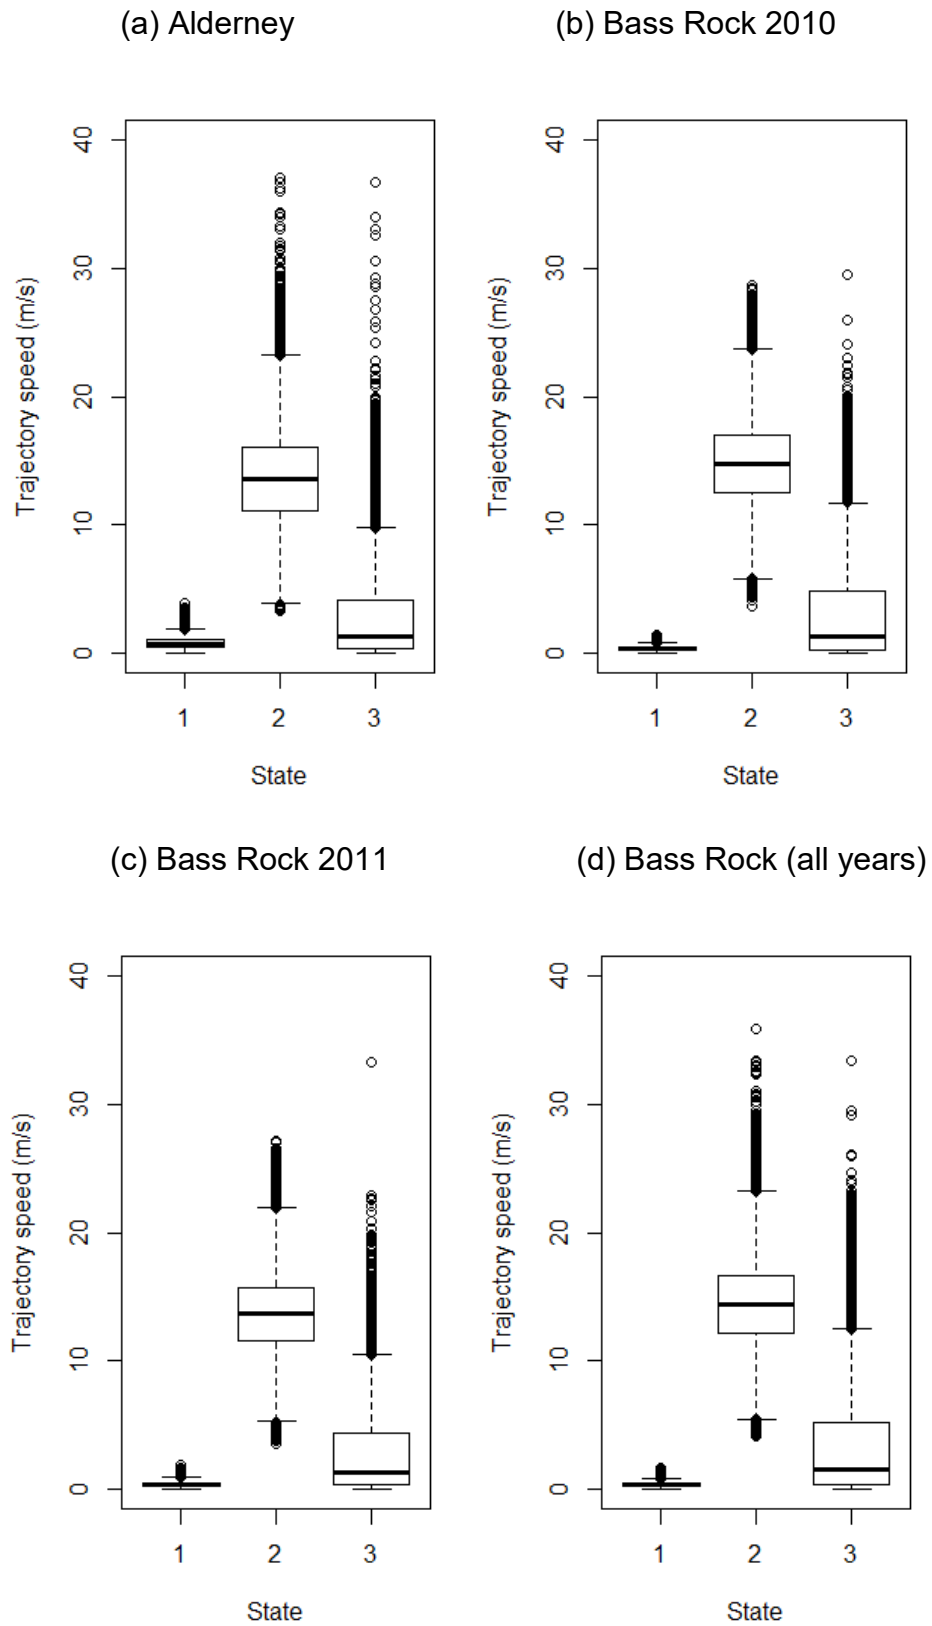 (a) Alderney
(b) Bass Rock 2010
Trajectory speed (m/s)
0 10 20 30 40
1 2 3
State
Trajectory speed (m/s)
0 10 20 30 40
1 2 3
State
(c) Bass Rock 2011
(d) Bass Rock (all years)
Trajectory speed (m/s)
0 10 20 30 40
1 2 3
State
Trajectory speed (m/s)
0 10 20 30 40
1 2 3
State